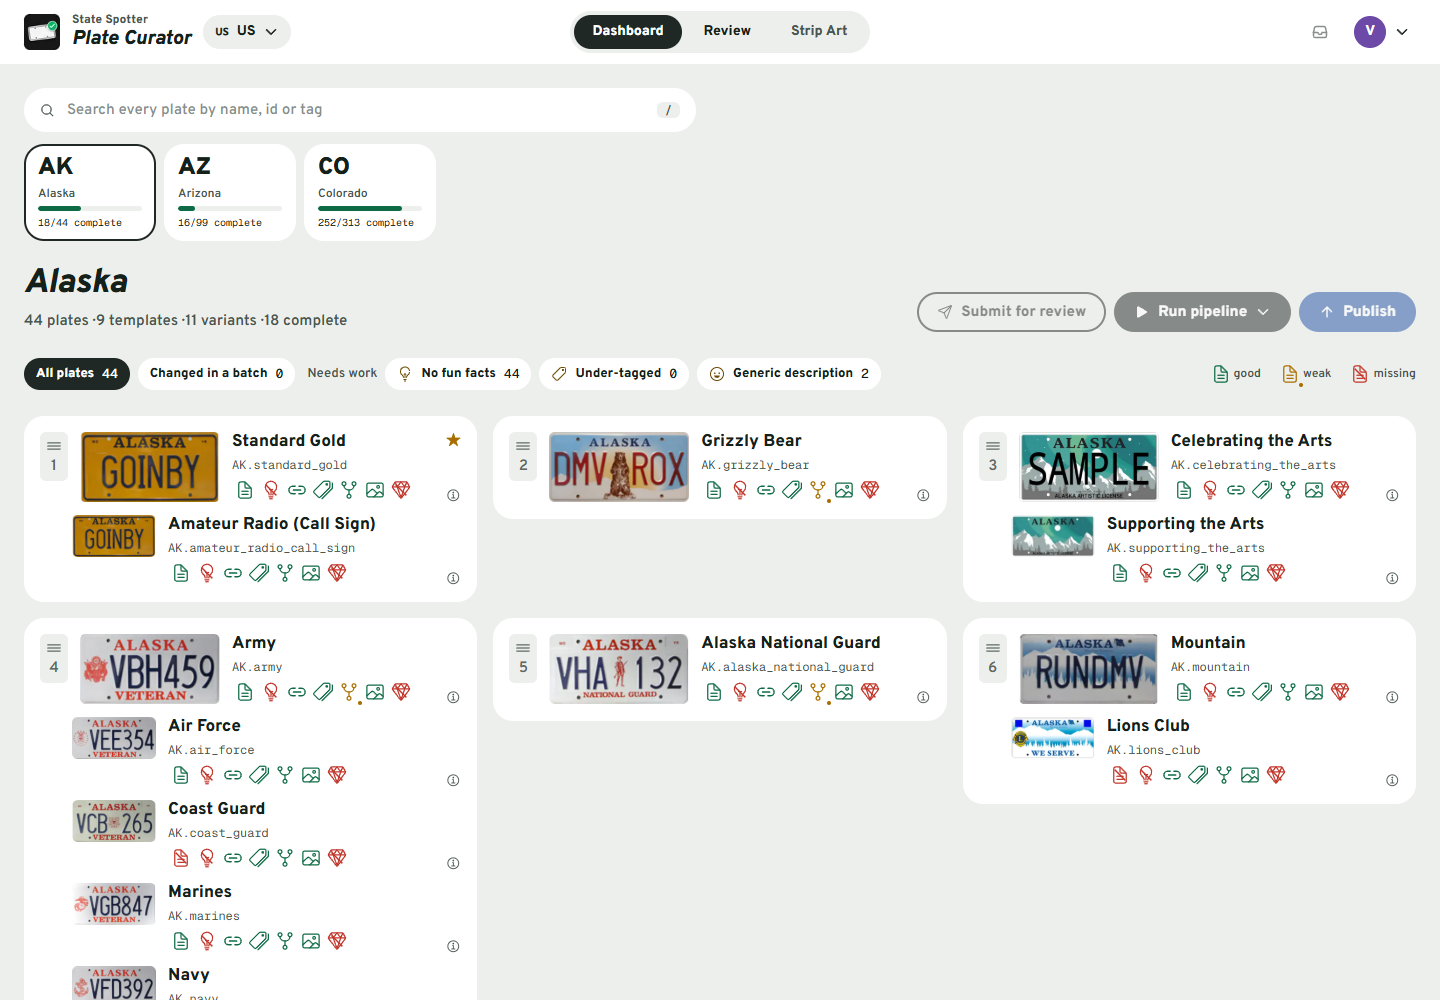 State Spotter
Plate Curator
US US
Dashboard
Review
Strip Art
V
Search every plate by name, id or tag
/
AK
Alaska
18/44 complete
AZ
Arizona
16/99 complete
CO
Colorado
252/313 complete
Alaska
44 plates ·9 templates ·11 variants ·18 complete
Submit for review
Run pipeline
Publish
All plates 44
Changed in a batch 0
Needs work
No fun facts 44
Under-tagged 0
Generic description 2
good
weak
missing
1
ALASKA
GOINBY
Standard Gold
AK.standard_gold
ALASKA
GOINBY
Amateur Radio (Call Sign)
AK.amateur_radio_call_sign
2
ALASKA
DMV ROX
Grizzly Bear
AK.grizzly_bear
3
ALASKA
SAMPLE
ALASKA ARTISTIC LICENSE
Celebrating the Arts
AK.celebrating_the_arts
ALASKA
Supporting the Arts
AK.supporting_the_arts
4
ALASKA
VBH459
VETERAN
Army
AK.army
ALASKA
VEE354
VETERAN
Air Force
AK.air_force
ALASKA
VCB 265
VETERAN
Coast Guard
AK.coast_guard
ALASKA
VGB847
VETERAN
Marines
AK.marines
ALASKA
VFD392
Navy
AK.navy
5
ALASKA
VHA 132
NATIONAL GUARD
Alaska National Guard
AK.alaska_national_guard
6
ALASKA
RUNDMV
Mountain
AK.mountain
ALASKA
WE SERVE
Lions Club
AK.lions_club